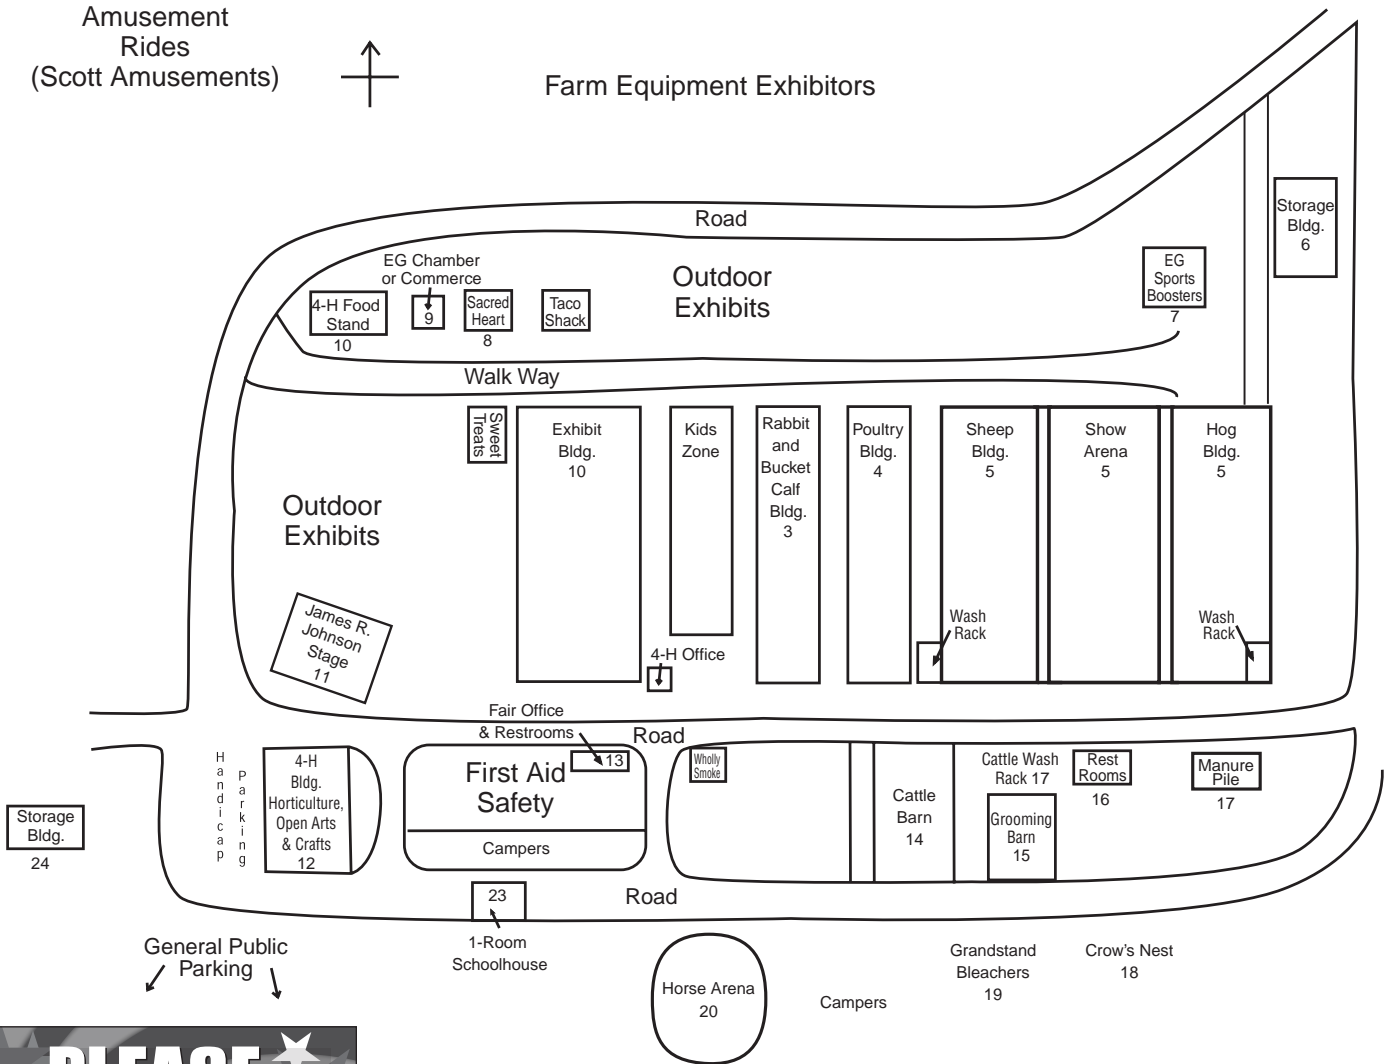 Amusement
Rides
(Scott Amusements)
Farm Equipment Exhibitors
Road
Storage
Bldg.
6
EG Chamber
or Commerce
4-H Food
Stand
10
9
Sacred
Heart
8
Taco
Shack
Outdoor
Exhibits
EG
Sports
Boosters
7
Walk Way
Sweet
Treats
Exhibit
Bldg.
10
Kids
Zone
Rabbit
and
Bucket
Calf
Bldg.
3
Poultry
Bldg.
4
Sheep
Bldg.
5
Show
Arena
5
Hog
Bldg.
5
Outdoor
Exhibits
James R.
Johnson
Stage
11
Wash
Rack
Wash
Rack
4-H Office
Fair Office
& Restrooms
Road
13
First Aid
Safety
Campers
Handicap
Parking
4-H
Bldg.
Horticulture,
Open Arts
& Crafts
12
Storage
Bldg.
24
Wholly
Smoke
Cattle
Barn
14
Cattle Wash
Rack 17
Grooming
Barn
15
Rest
Rooms
16
Manure
Pile
17
23
Road
1-Room
Schoolhouse
General Public
Parking
Horse Arena
20
Campers
Grandstand
Bleachers
19
Crow's Nest
18
PLEASE